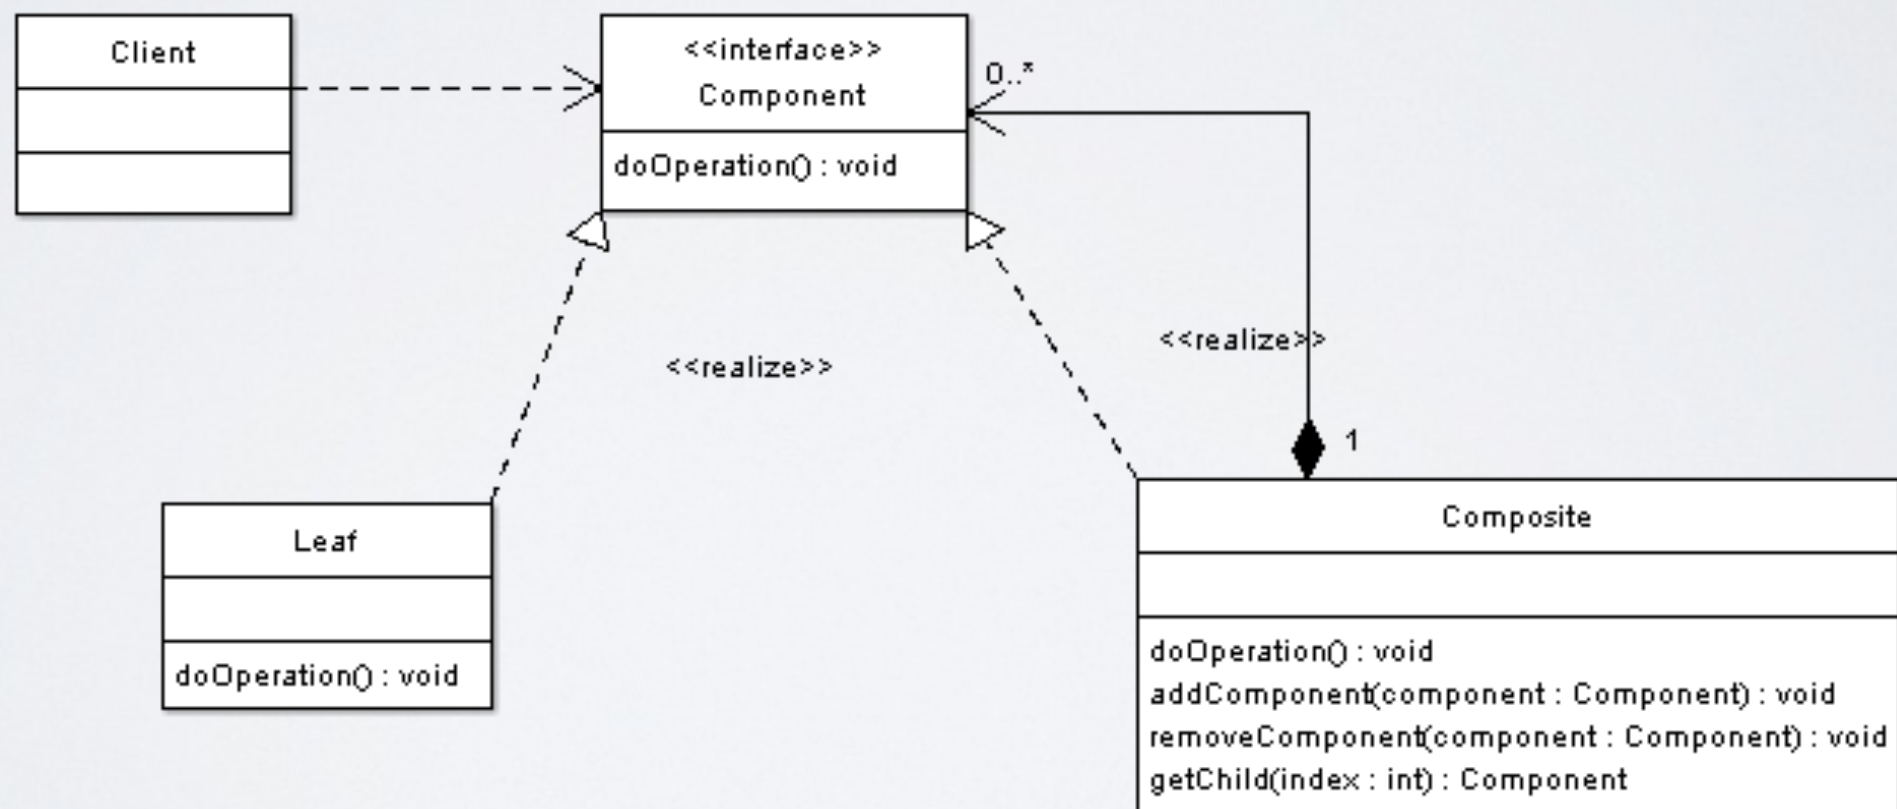 Client
<<interface>>
Component
doOperation() : void
0..*
<<realize>>
<<realize>>
1
Leaf
doOperation() : void
Composite
doOperation() : void
addComponent(component : Component) : void
removeComponent(component : Component) : void
getChild(index : int) : Component